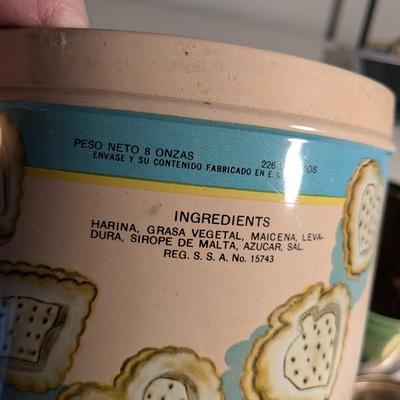 PESO NETO 8 ONZAS 226
ENVASE Y SU CONTENIDO FABRICADO EN E.
INGREDIENTS
HARINA, GRASA VEGETAL, MAICENA, LEVA-
DURA, SIROPE DE MALTA, AZUCAR, SAL.
REG. S. S. A. No. 15743